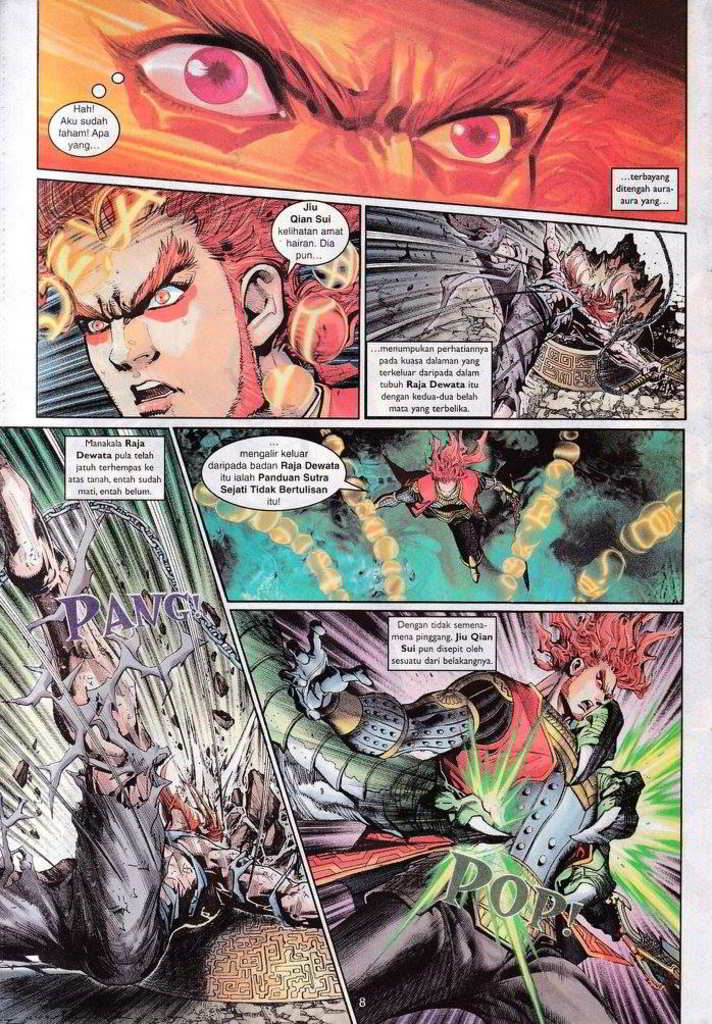 Hah!
Aku sudah
faham! Apa
yang...
...terbayang
ditengah aura-
aura yang...
Jiu
Qian Sui
kelihatan amat
hairan. Dia
pun...
...menumpukan perhatiannya
pada kuasa dalaman yang
terkeluar daripada dalam
tubuh Raja Dewata itu
dengan kedua-dua belah
mata yang terbelika.
Manakala Raja
Dewata pula telah
jatuh terhempas ke
atas tanah, entah sudah
mati, entah belum.
PANG!
...
mengalir keluar
daripada badan Raja Dewata
itu ialah Panduan Sutra
Sejati Tidak Bertulisan
itu!
Dengan tidak semena-
mena pinggang, Jiu Qian
Sui pun disepit oleh
sesuatu dari belakangnya.
POP!
8